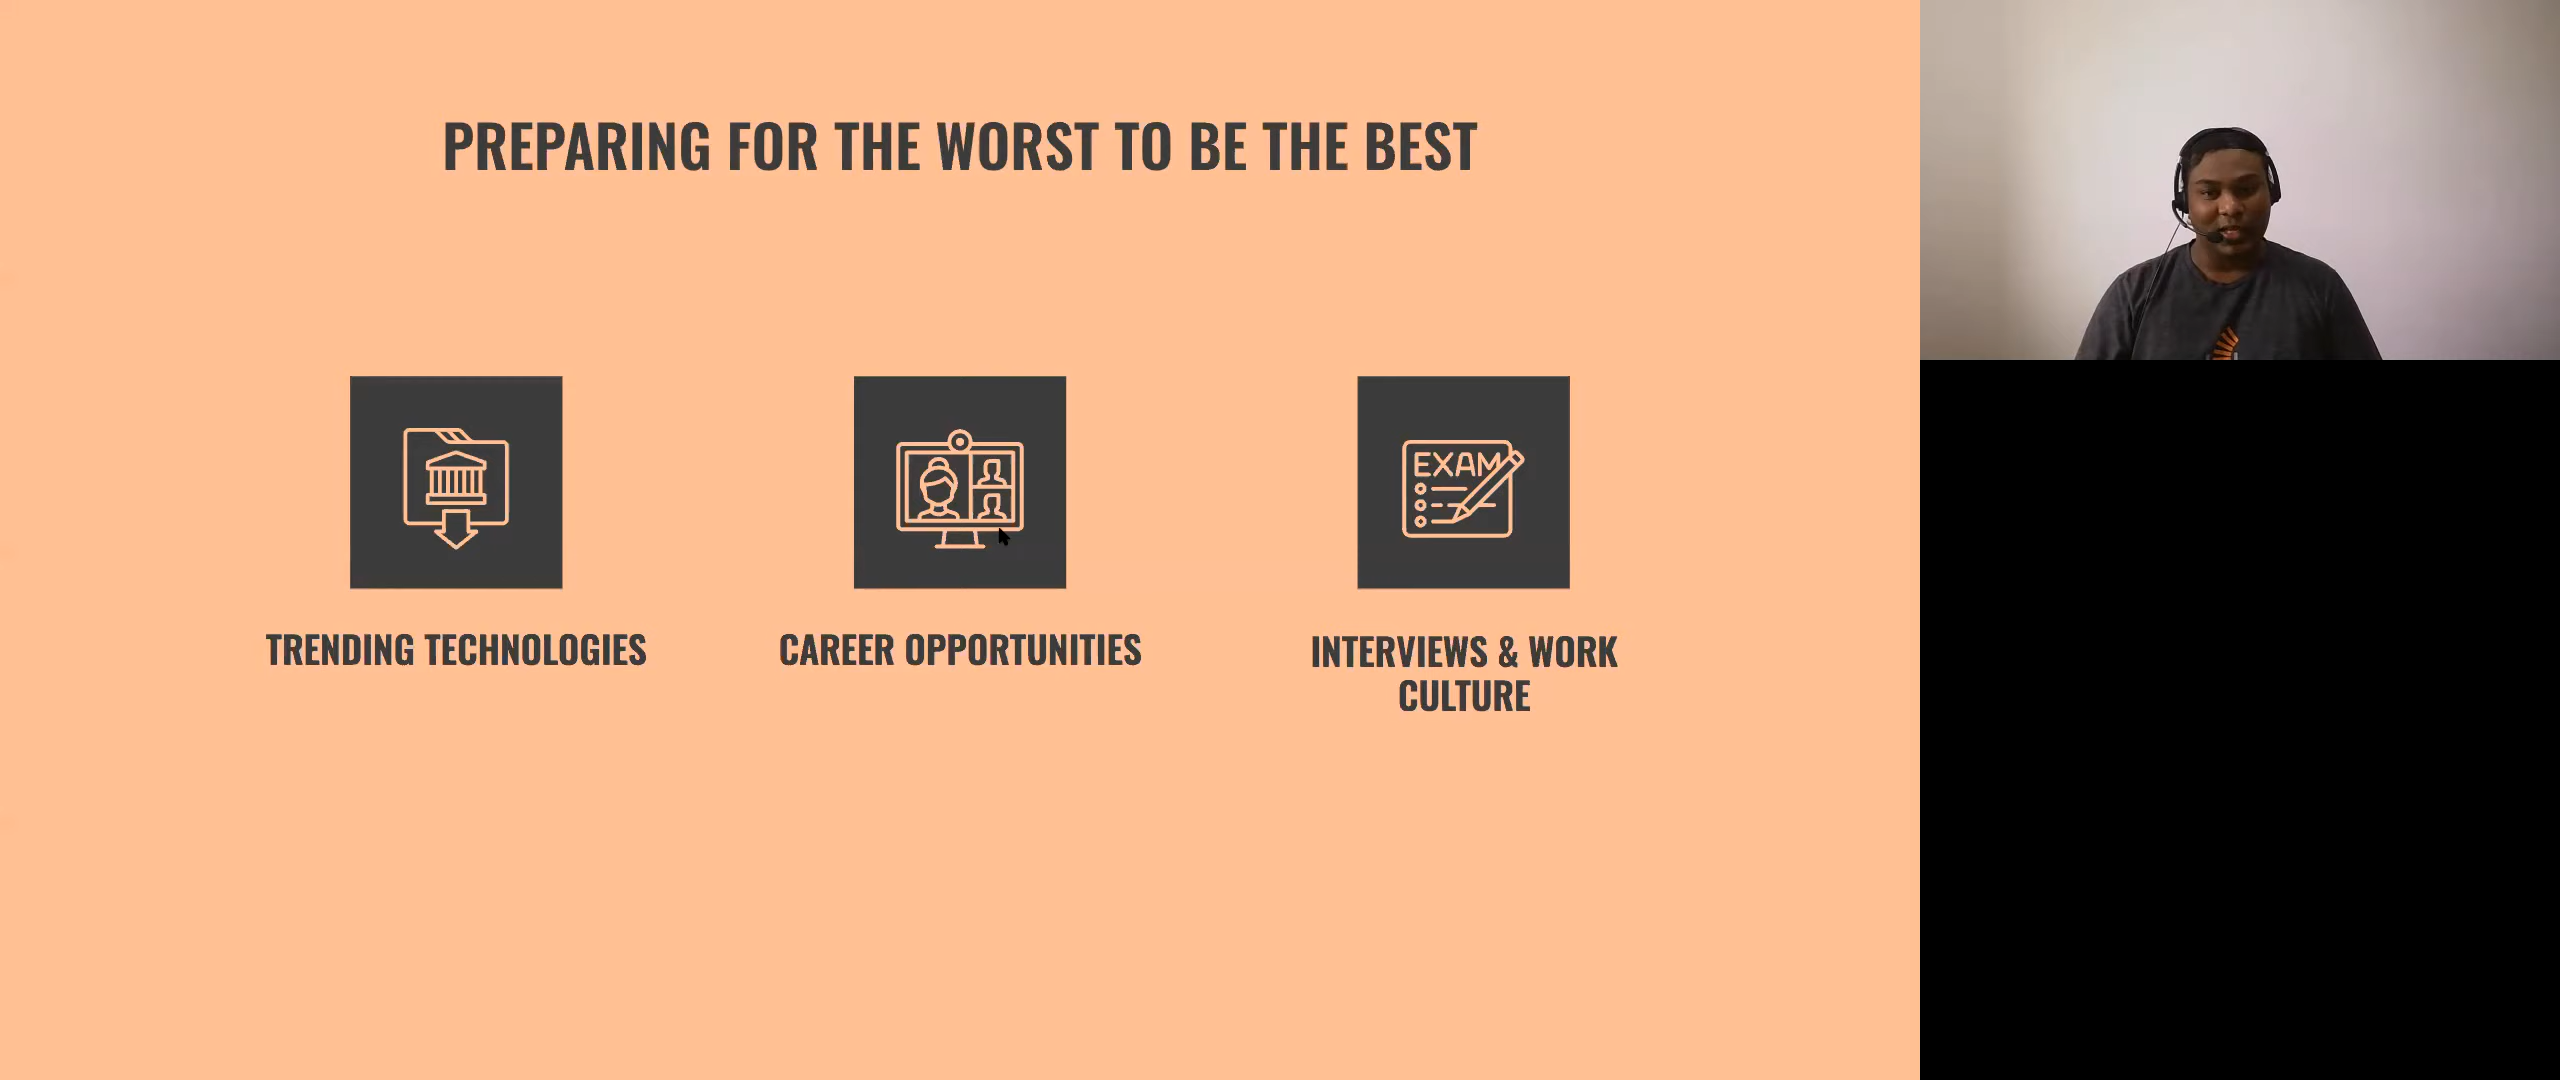 PREPARING FOR THE WORST TO BE THE BEST
EXAM
TRENDING TECHNOLOGIES
CAREER OPPORTUNITIES
INTERVIEWS & WORK
CULTURE